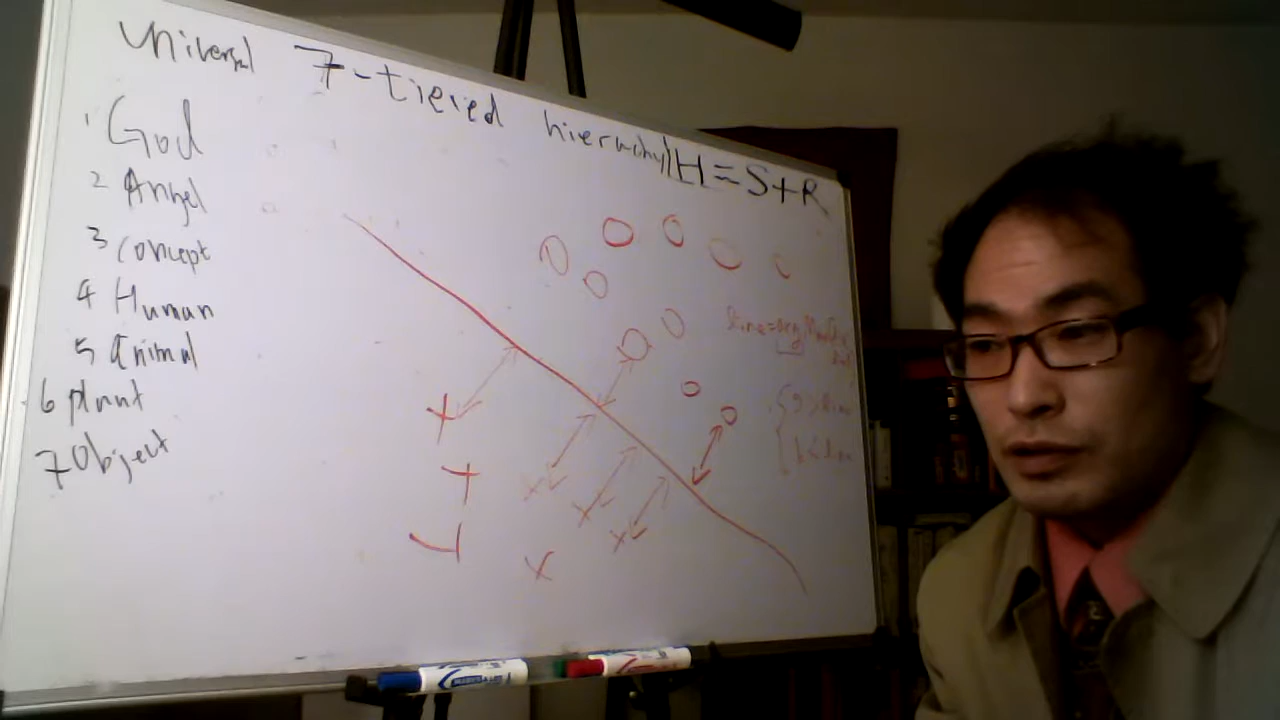 Universal 7-tiered hierarchy H=S+R
1 God
2 Angel
3 Concept
4 Human
5 Animal
6 plant
7 Object